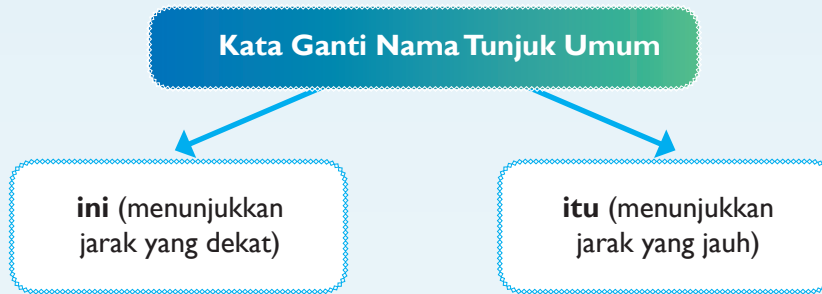 Kata Ganti Nama Tunjuk Umum
ini (menunjukkan
jarak yang dekat)
itu (menunjukkan
jarak yang jauh)